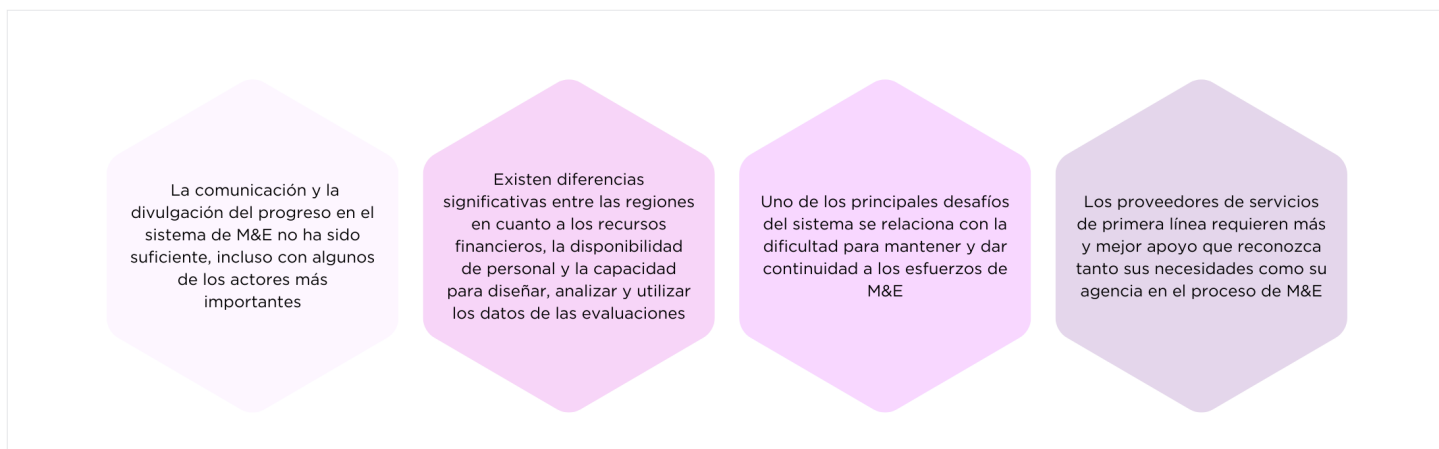 La comunicación y la
divulgación del progreso en el
sistema de M&E no ha sido
suficiente, incluso con algunos
de los actores más
importantes
Existen diferencias
significativas entre las regiones
en cuanto a los recursos
financieros, la disponibilidad
de personal y la capacidad
para diseñar, analizar y utilizar
los datos de las evaluaciones
Uno de los principales desafíos
del sistema se relaciona con la
dificultad para mantener y dar
continuidad a los esfuerzos de
M&E
Los proveedores de servicios
de primera línea requieren más
y mejor apoyo que reconozca
tanto sus necesidades como su
agencia en el proceso de M&E